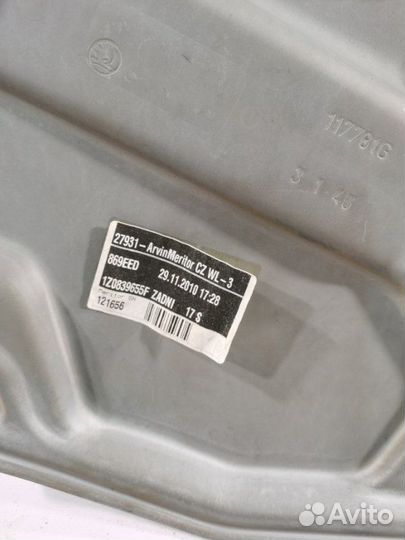 117791G
3 1 45
27931-ArvinMeritor CZ WL-3
869EED 29.11.2010 17:28
1Z0839655F ZADNI 17 S
121656
Avito